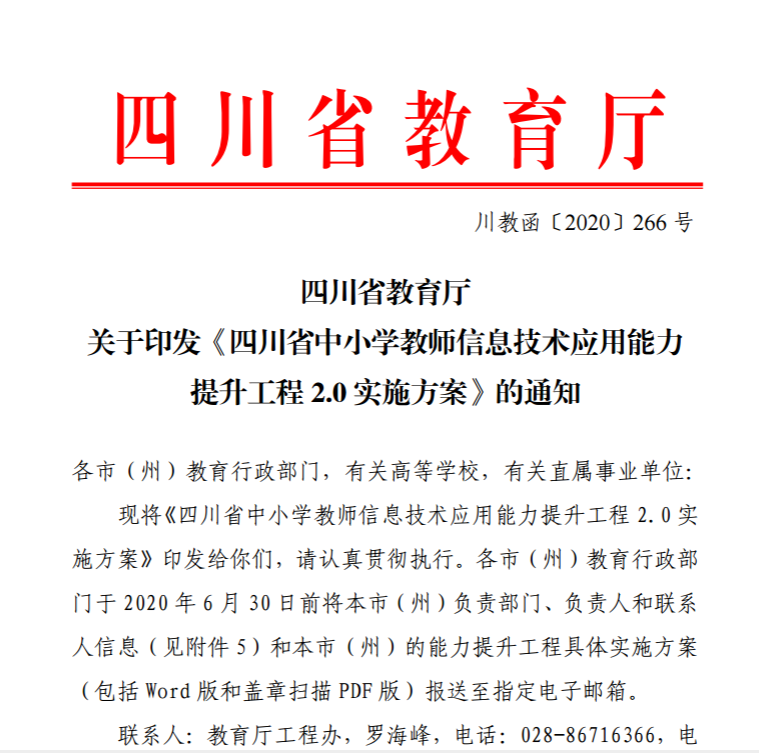 四川省教育厅
川教函〔2020〕266 号
四川省教育厅
关于印发《四川省中小学教师信息技术应用能力
提升工程 2.0 实施方案》的通知
各市（州）教育行政部门，有关高等学校，有关直属事业单位：
现将《四川省中小学教师信息技术应用能力提升工程 2.0 实
施方案》印发给你们，请认真贯彻执行。各市（州）教育行政部
门于 2020 年 6 月 30 日前将本市（州）负责部门、负责人和联系
人信息（见附件 5）和本市（州）的能力提升工程具体实施方案
（包括 Word 版和盖章扫描 PDF 版）报送至指定电子邮箱。
联系人：教育厅工程办，罗海峰，电话：028-86716366，电